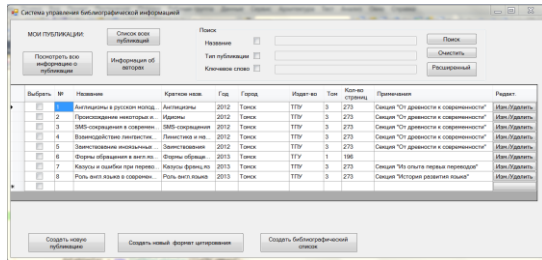 Система управления библиографической информацией
МОИ ПУБЛИКАЦИИ:
Список всех публикаций
Посмотреть всю информацию о публикации
Информация об авторах
Поиск
Название
Тип публикации
Ключевое слово
Поиск
Очистить
Расширенный
Выбрать № Название Краткое назв. Год Город Издат-во Том Кол-во страниц Примечания Редакт.
1 Англицизмы в русском молод... Англицизмы 2012 Томск ТПУ 3 273 Секция "От древности к современности" Изм./Удалить
2 Происхождение некоторых и... Идиомы 2012 Томск ТПУ 3 273 Секция "От древности к современности" Изм./Удалить
3 SMS-сокращения в современ... SMS-сокращения 2012 Томск ТПУ 3 273 Секция "От древности к современности" Изм./Удалить
4 Взаимодействие лингвистик... Лингвистика и нав... 2012 Томск ТПУ 3 273 Секция "От древности к современности" Изм./Удалить
5 Заимствование иноязычных ... Заимствования 2012 Томск ТПУ 3 273 Секция "От древности к современности" Изм./Удалить
6 Формы обращения в англ.яз... Формы обраще... 2013 Томск ТГУ 1 196 Изм./Удалить
7 Казусы и ошибки при перево... Казусы 2013 Томск ТПУ 3 273 Секция "Из опыта первых переводов" Изм./Удалить
8 Роль англ.языка в современ... Роль англ.языка 2013 Томск ТПУ 3 273 Секция "История развития языка" Изм./Удалить
Создать новую публикацию
Создать новый формат цитирования
Создать библиографический список